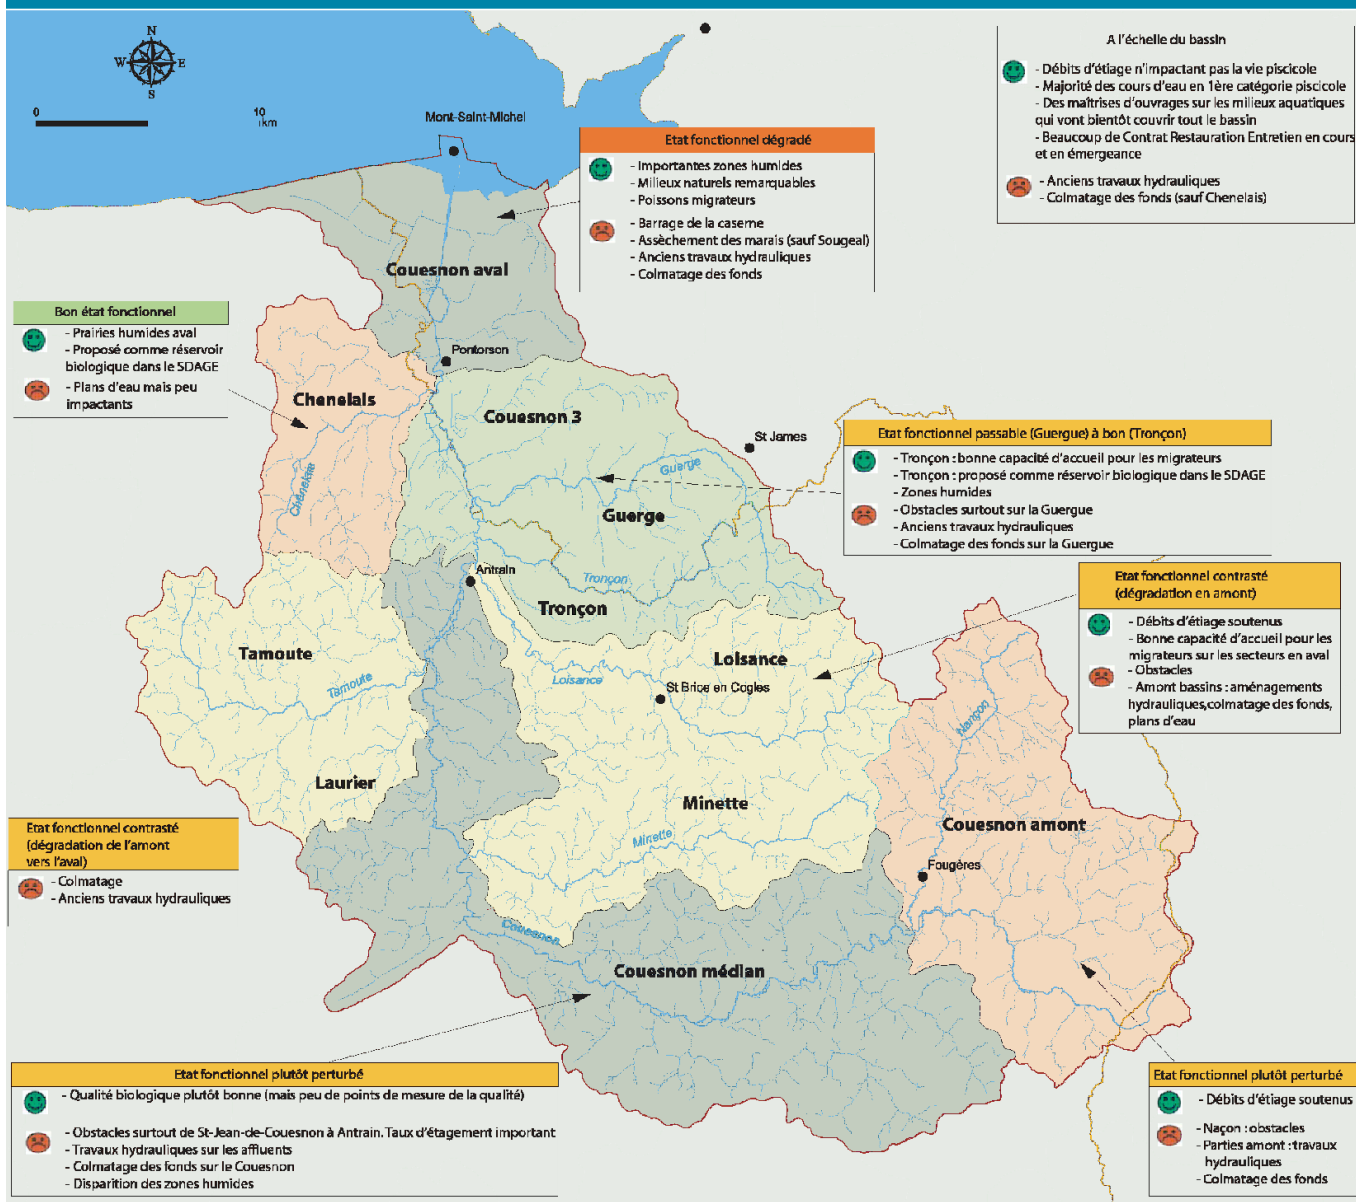 N
W
E
S
0
10
km
Mont-Saint-Michel
A l'échelle du bassin
- Débits d'étiage n'impactant pas la vie piscicole
- Majorité des cours d'eau en 1ère catégorie piscicole
- Des maîtrises d'ouvrages sur les milieux aquatiques
qui vont bientôt couvrir tout le bassin
- Beaucoup de Contrat Restauration Entretien en cours
et en émergeance
- Anciens travaux hydrauliques
- Colmatage des fonds (sauf Chenelais)
Etat fonctionnel dégradé
- Importantes zones humides
- Milieux naturels remarquables
- Poissons migrateurs
- Barrage de la caserne
- Assèchement des marais (sauf Sougeal)
- Anciens travaux hydrauliques
- Colmatage des fonds
Couesnon aval
Bon état fonctionnel
- Prairies humides aval
- Proposé comme réservoir
biologique dans le SDAGE
- Plans d'eau mais peu
impactants
Pontorson
Chenelais
Chenelais
Couesnon 3
St James
Guerge
Guerge
Etat fonctionnel passable (Guergue) à bon (Tronçon)
- Tronçon : bonne capacité d'accueil pour les migrateurs
- Tronçon : proposé comme réservoir biologique dans le SDAGE
- Zones humides
- Obstacles surtout sur la Guergue
- Anciens travaux hydrauliques
- Colmatage des fonds sur la Guergue
Antrain
Tronçon
Tronçon
Etat fonctionnel contrasté
(dégradation en amont)
- Débits d'étiage soutenus
- Bonne capacité d'accueil pour les
migrateurs sur les secteurs en aval
- Obstacles
- Amont bassins : aménagements
hydrauliques,colmatage des fonds,
plans d'eau
Tamoute
Tamoute
Loisance
Loisance
St Brice en Cogles
Nançon
Laurier
Minette
Minette
Couesnon amont
Fougères
Etat fonctionnel contrasté
(dégradation de l'amont
vers l'aval)
- Colmatage
- Anciens travaux hydrauliques
Couesnon
Couesnon médian
Etat fonctionnel plutôt perturbé
- Qualité biologique plutôt bonne (mais peu de points de mesure de la qualité)
- Obstacles surtout de St-Jean-de-Couesnon à Antrain. Taux d'étagement important
- Travaux hydrauliques sur les affluents
- Colmatage des fonds sur le Couesnon
- Disparition des zones humides
Etat fonctionnel plutôt perturbé
- Débits d'étiage soutenus
- Naçon : obstacles
- Parties amont : travaux
hydrauliques
- Colmatage des fonds